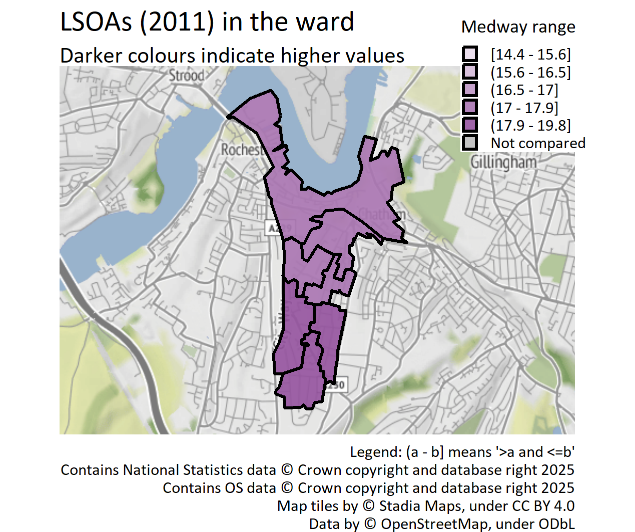 LSOAs (2011) in the ward
Darker colours indicate higher values
Medway range
[14.4 - 15.6]
(15.6 - 16.5]
(16.5 - 17]
(17 - 17.9]
(17.9 - 19.8]
Not compared
Strood
Gillingham
Legend: (a - b] means '>a and <=b'
Contains National Statistics data © Crown copyright and database right 2025
Contains OS data © Crown copyright and database right 2025
Map tiles by © Stadia Maps, under CC BY 4.0
Data by © OpenStreetMap, under ODbL